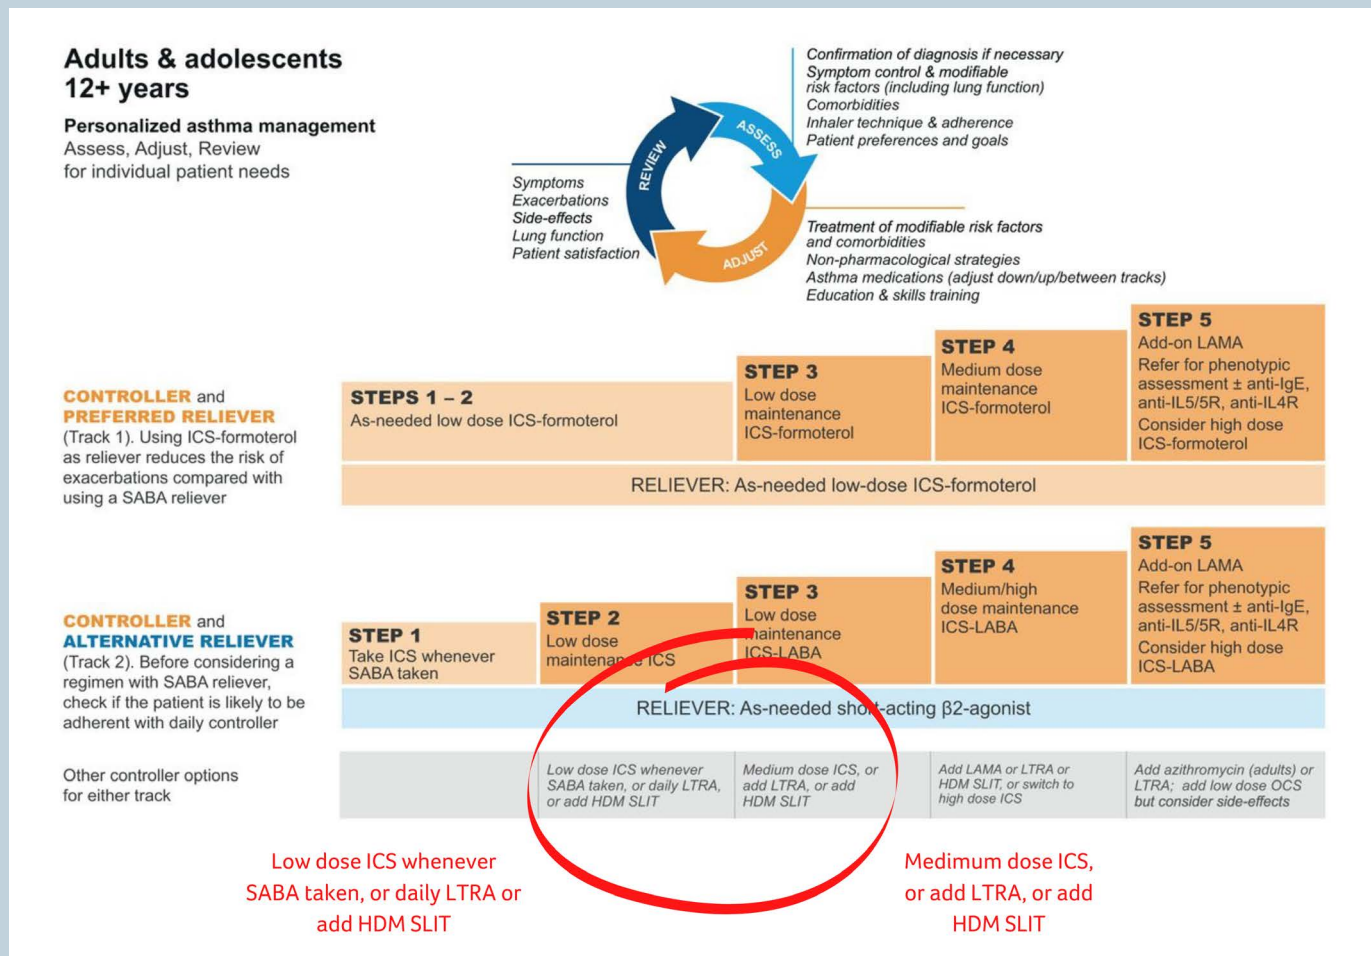 Adults & adolescents
12+ years
Personalized asthma management
Assess, Adjust, Review
for individual patient needs
Confirmation of diagnosis if necessary
Symptom control & modifiable
risk factors (including lung function)
Comorbidities
Inhaler technique & adherence
Patient preferences and goals
ASSESS
REVIEW
ADJUST
Symptoms
Exacerbations
Side-effects
Lung function
Patient satisfaction
Treatment of modifiable risk factors
and comorbidities
Non-pharmacological strategies
Asthma medications (adjust down/up/between tracks)
Education & skills training
CONTROLLER and
PREFERRED RELIEVER
(Track 1). Using ICS-formoterol
as reliever reduces the risk of
exacerbations compared with
using a SABA reliever
STEPS 1 – 2
As-needed low dose ICS-formoterol
STEP 3
Low dose
maintenance
ICS-formoterol
STEP 4
Medium dose
maintenance
ICS-formoterol
STEP 5
Add-on LAMA
Refer for phenotypic
assessment ± anti-IgE,
anti-IL5/5R, anti-IL4R
Consider high dose
ICS-formoterol
RELIEVER: As-needed low-dose ICS-formoterol
CONTROLLER and
ALTERNATIVE RELIEVER
(Track 2). Before considering a
regimen with SABA reliever,
check if the patient is likely to be
adherent with daily controller
STEP 1
Take ICS whenever
SABA taken
STEP 2
Low dose
maintenance ICS
STEP 3
Low dose
maintenance
ICS-LABA
STEP 4
Medium/high
dose maintenance
ICS-LABA
STEP 5
Add-on LAMA
Refer for phenotypic
assessment ± anti-IgE,
anti-IL5/5R, anti-IL4R
Consider high dose
ICS-LABA
RELIEVER: As-needed short-acting β2-agonist
Other controller options
for either track
Low dose ICS whenever
SABA taken, or daily LTRA,
or add HDM SLIT
Medium dose ICS, or
add LTRA, or add
HDM SLIT
Add LAMA or LTRA or
HDM SLIT, or switch to
high dose ICS
Add azithromycin (adults) or
LTRA; add low dose OCS
but consider side-effects
Low dose ICS whenever
SABA taken, or daily LTRA or
add HDM SLIT
Medimum dose ICS,
or add LTRA, or add
HDM SLIT